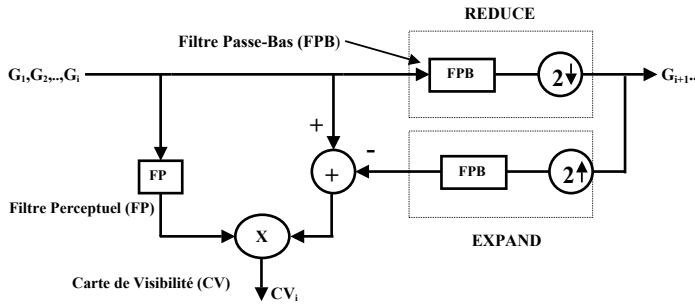 REDUCE
Filtre Passe-Bas (FPB)
G1,G2,..,Gi
FPB
2
Gi+1..
+
-
FP
+
FPB
2
Filtre Perceptuel (FP)
X
EXPAND
Carte de Visibilité (CV)
CVi